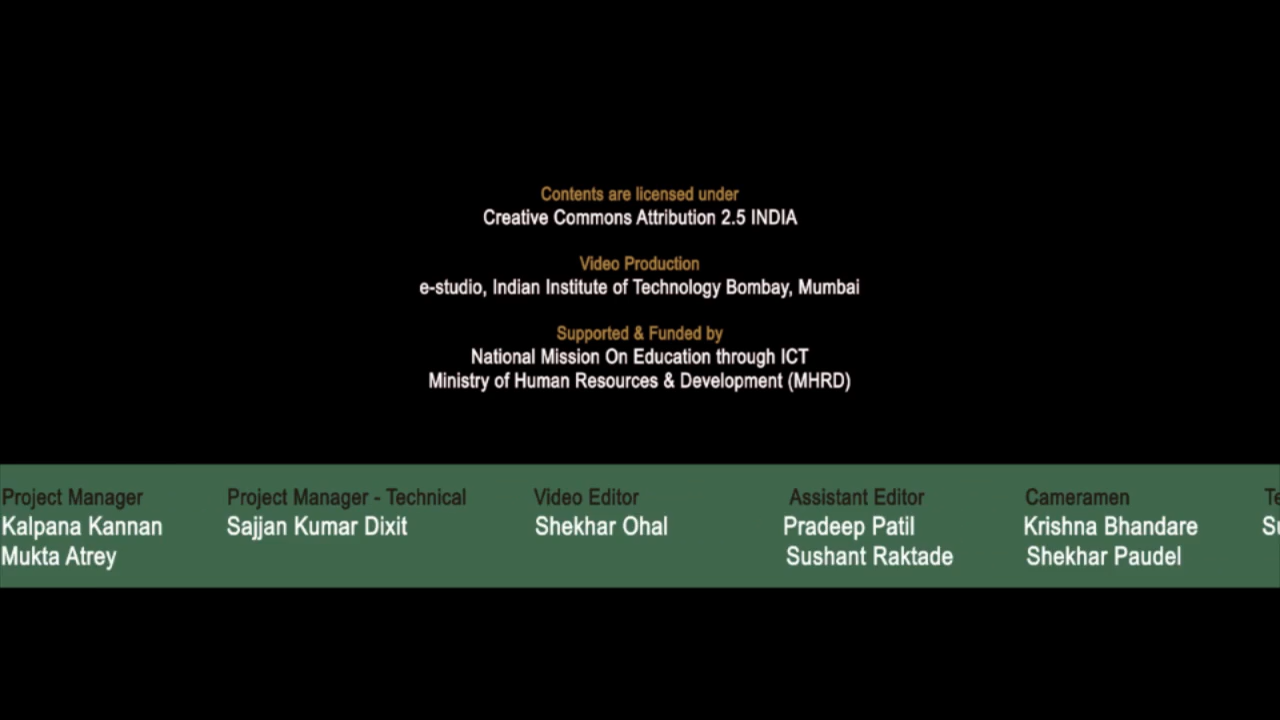 Contents are licensed under
Creative Commons Attribution 2.5 INDIA
Video Production
e-studio, Indian Institute of Technology Bombay, Mumbai
Supported & Funded by
National Mission On Education through ICT
Ministry of Human Resources & Development (MHRD)
Project Manager
Kalpana Kannan
Mukta Atrey
Project Manager - Technical
Sajjan Kumar Dixit
Video Editor
Shekhar Ohal
Assistant Editor
Pradeep Patil
Sushant Raktade
Cameramen
Krishna Bhandare
Shekhar Paudel